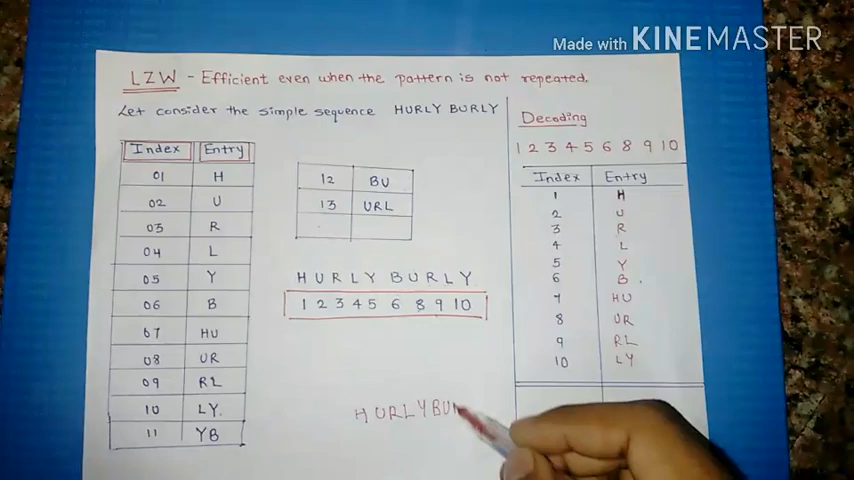 Made with KINEMASTER
LZW - Efficient even when the pattern is not repeated.
Let consider the simple sequence HURLY BURLY
Index Entry
01 H
02 U
03 R
04 L
05 Y
06 B
07 HU
08 UR
09 RL
10 LY.
11 YB
12 BU
13 URL
H U R L Y B U R L Y.
1 2 3 4 5 6 8 9 10
H U R L Y B U
Decoding
1 2 3 4 5 6 8 9 10
Index Entry
1 H
2 U
3 R
4 L
5 Y
6 B.
7 HU
8 UR
9 RL
10 LY